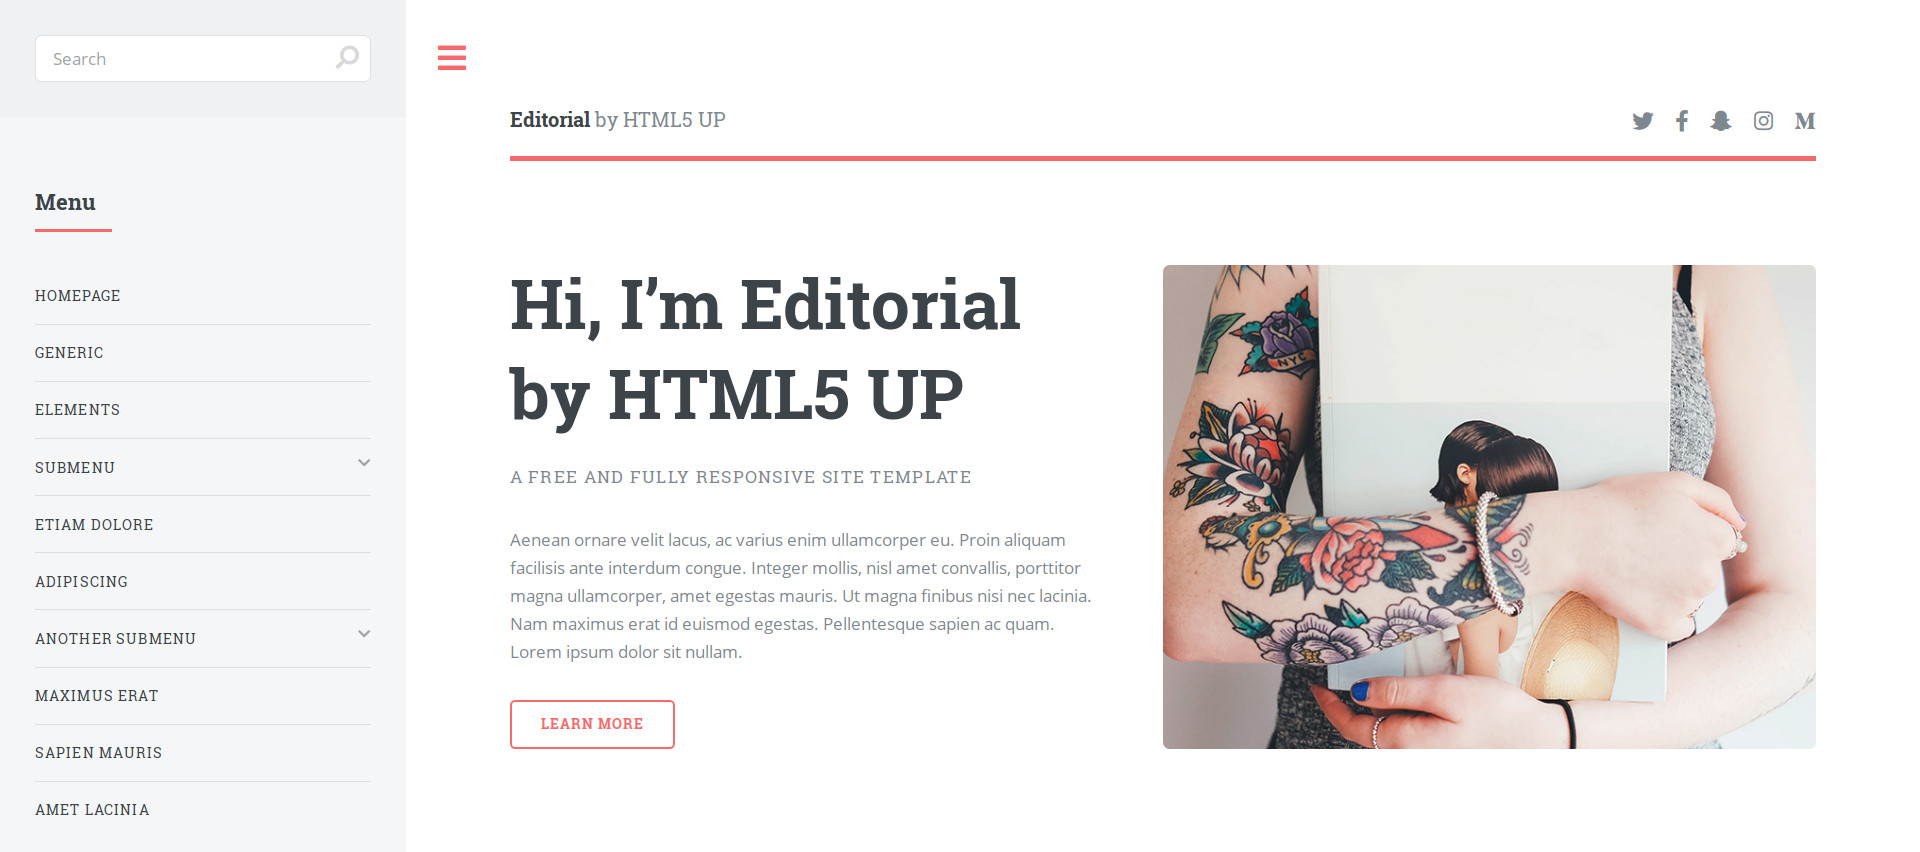 Search
Menu
HOMEPAGE
GENERIC
ELEMENTS
SUBMENU
ETIAM DOLORE
ADIPISCING
ANOTHER SUBMENU
MAXIMUS ERAT
SAPIEN MAURIS
AMET LACINIA
Editorial by HTML5 UP
Hi, I’m Editorial
by HTML5 UP
A FREE AND FULLY RESPONSIVE SITE TEMPLATE
Aenean ornare velit lacus, ac varius enim ullamcorper eu. Proin aliquam
facilisis ante interdum congue. Integer mollis, nisl amet convallis, porttitor
magna ullamcorper, amet egestas mauris. Ut magna finibus nisi nec lacinia.
Nam maximus erat id euismod egestas. Pellentesque sapien ac quam.
Lorem ipsum dolor sit nullam.
LEARN MORE
NYC